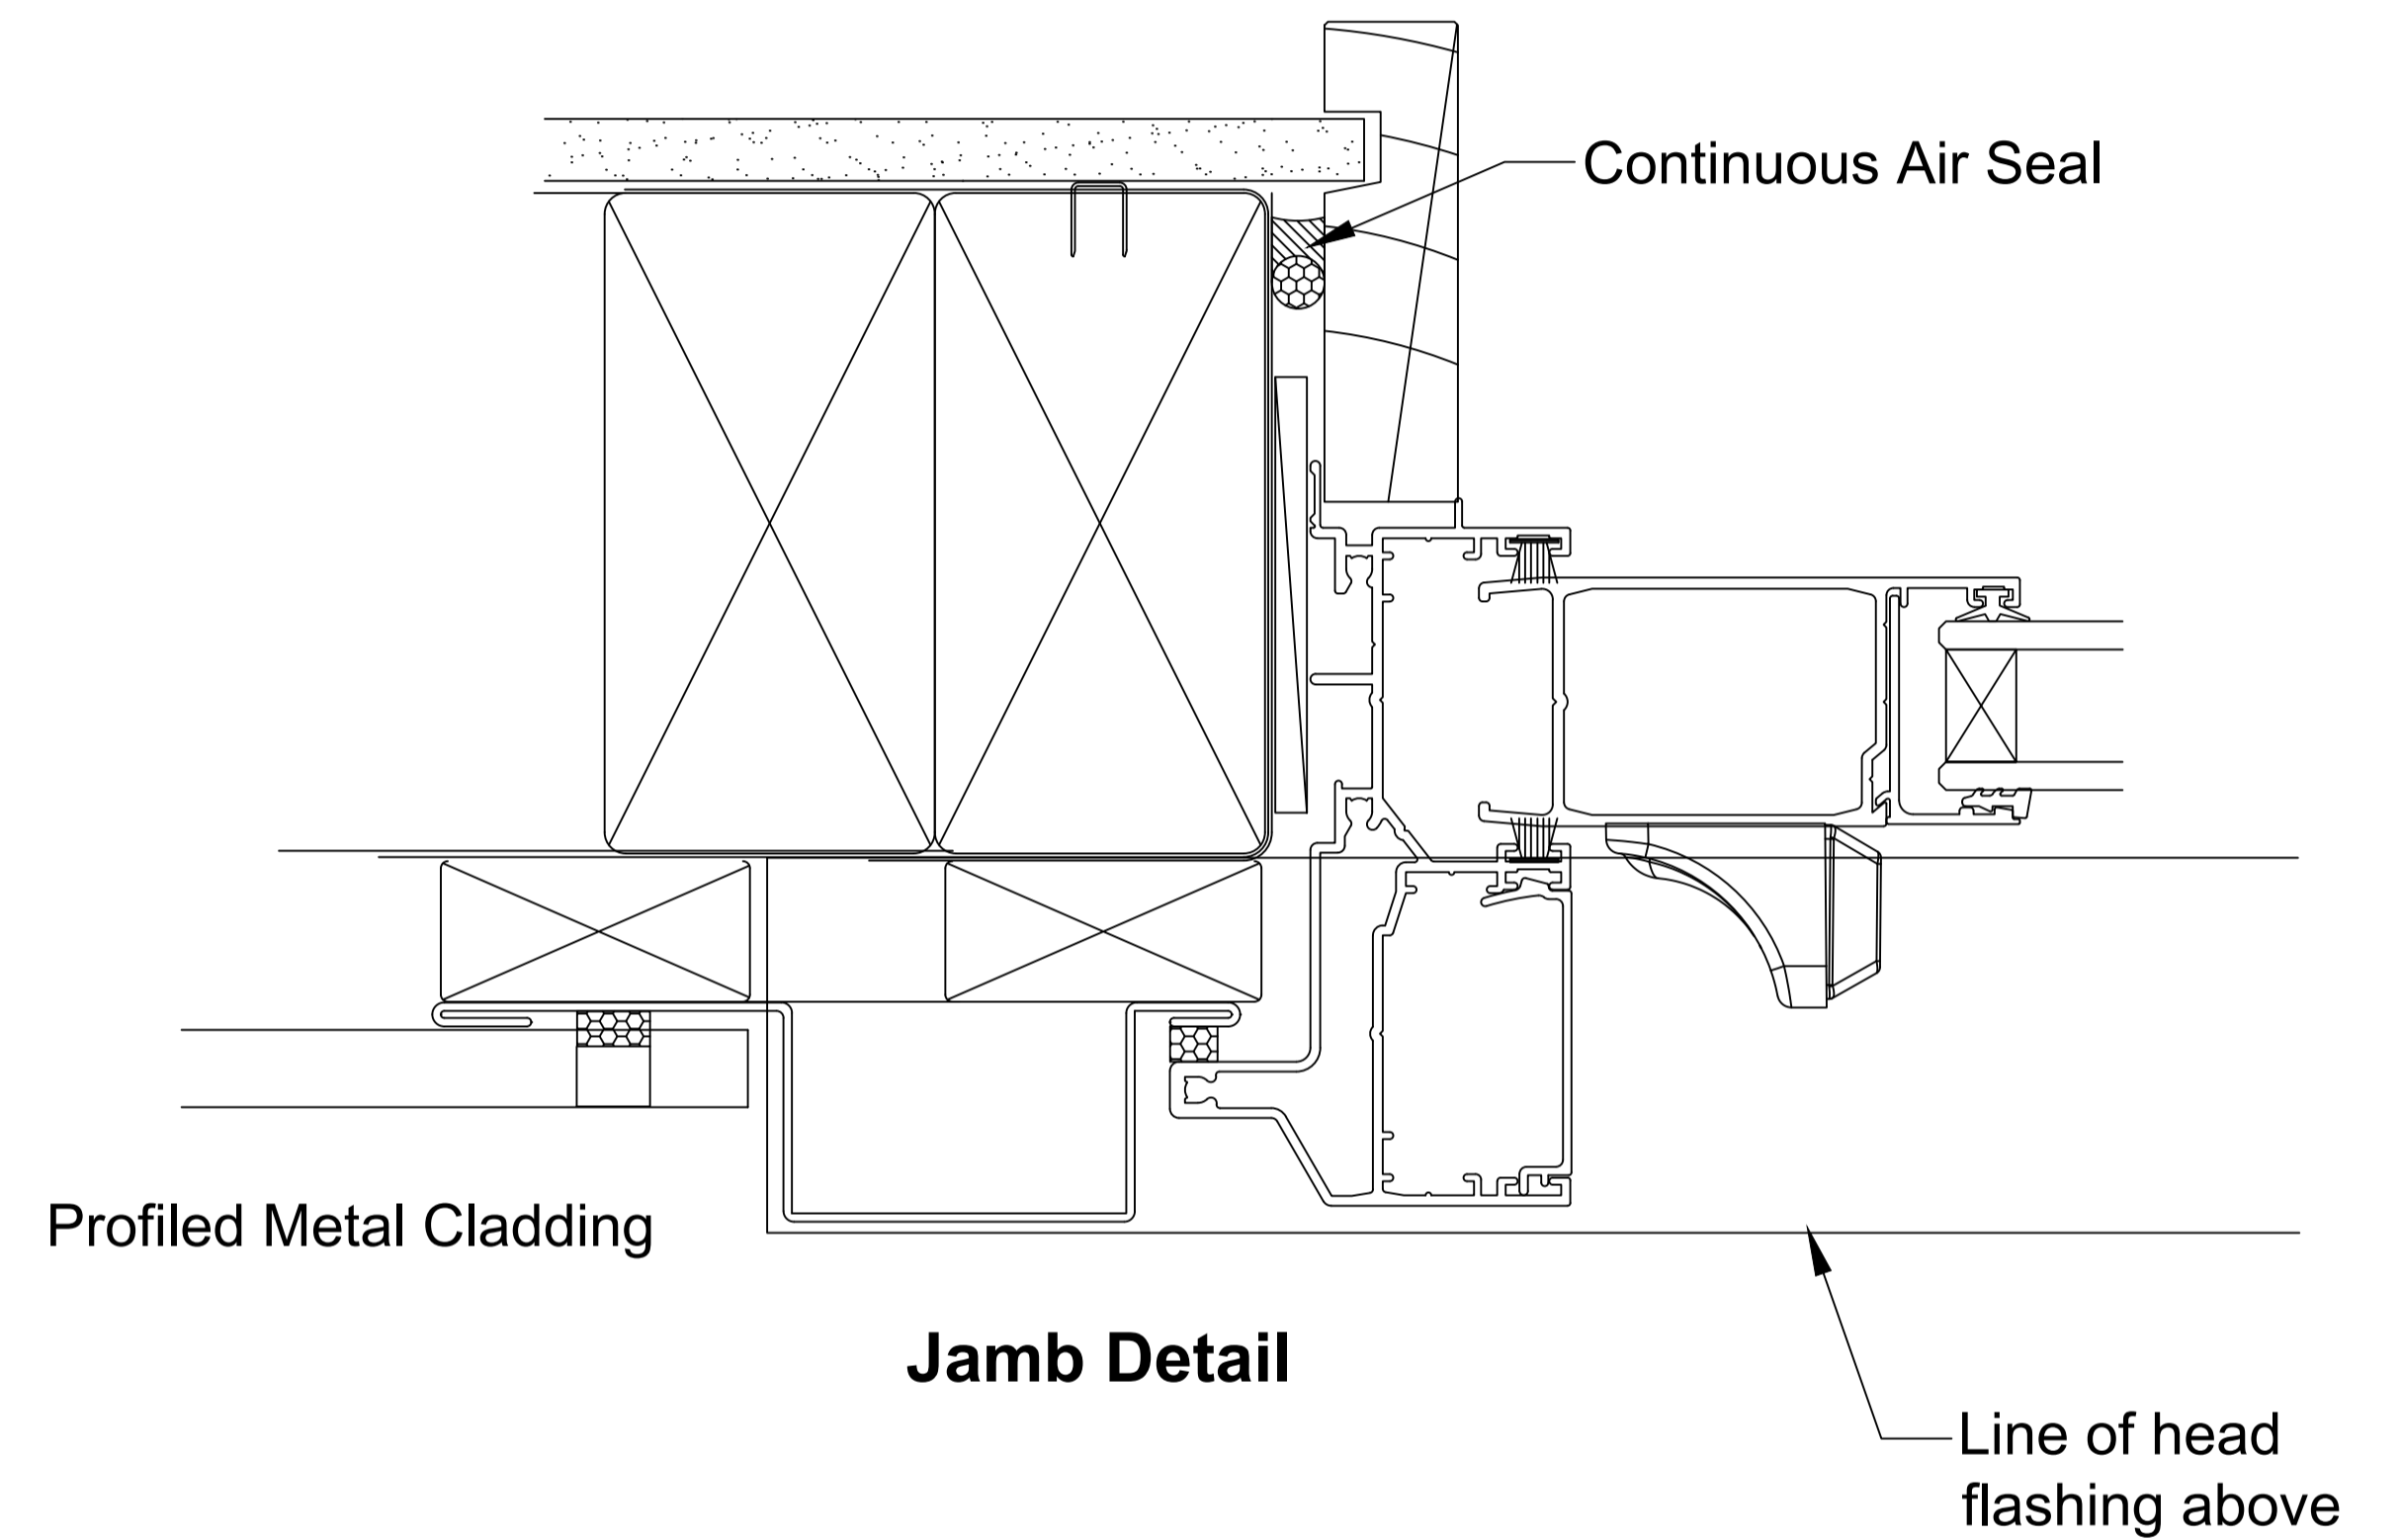 Continuous Air Seal
Profiled Metal Cladding
Jamb Detail
Line of head
flashing above